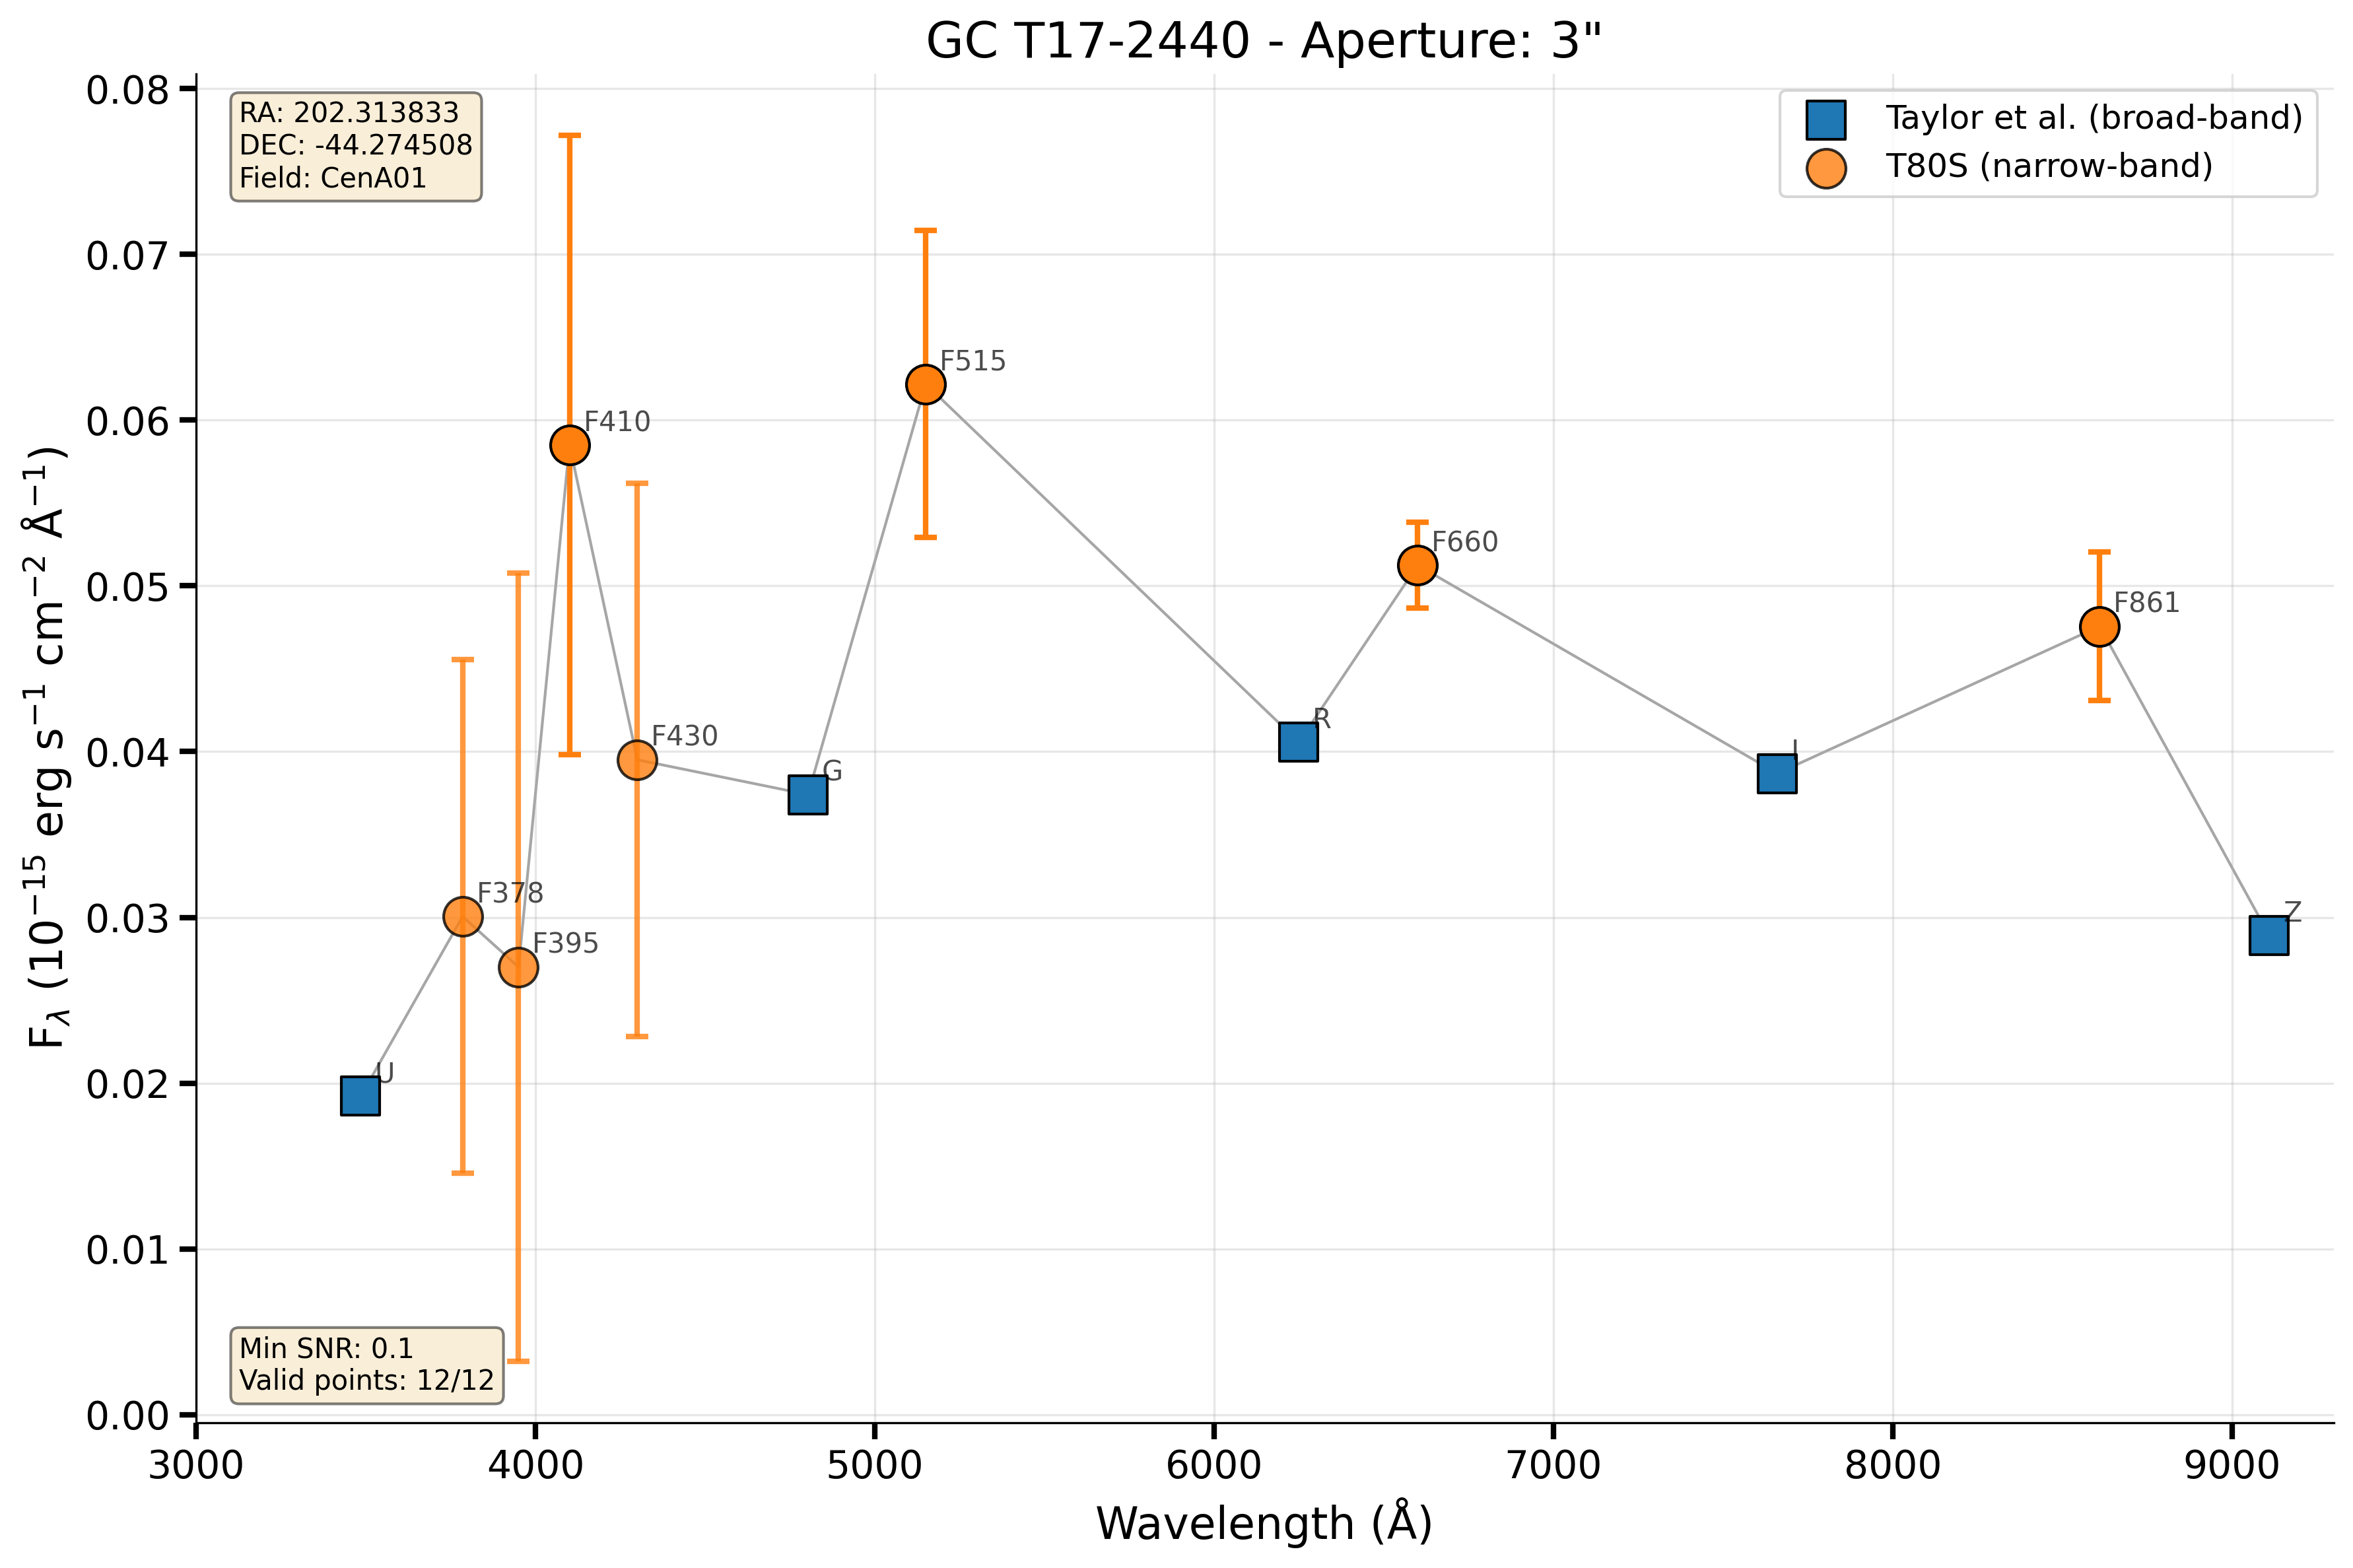 GC T17-2440 - Aperture: 3"
RA: 202.313833
DEC: -44.274508
Field: CenA01
Taylor et al. (broad-band)
T80S (narrow-band)
F_λ (10⁻¹⁵ erg s⁻¹ cm⁻² Å⁻¹)
0.08
0.07
0.06
0.05
0.04
0.03
0.02
0.01
0.00
U
F378
F395
F410
F430
G
F515
R
F660
I
F861
Z
Min SNR: 0.1
Valid points: 12/12
3000
4000
5000
6000
7000
8000
9000
Wavelength (Å)